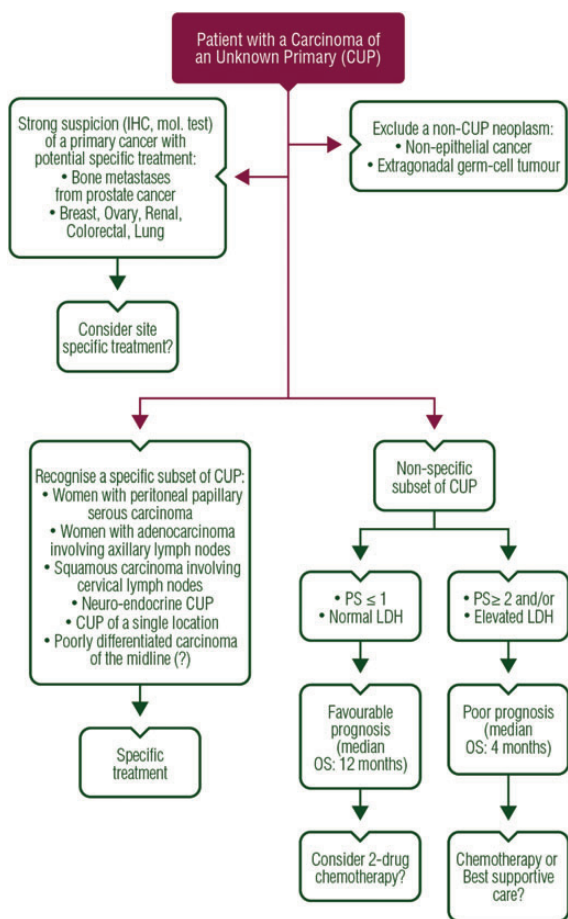 Patient with a Carcinoma of
an Unknown Primary (CUP)
Strong suspicion (IHC, mol. test)
of a primary cancer with
potential specific treatment:
• Bone metastases
from prostate cancer
• Breast, Ovary, Renal,
Colorectal, Lung
Exclude a non-CUP neoplasm:
• Non-epithelial cancer
• Extragonadal germ-cell tumour
Consider site
specific treatment?
Recognise a specific subset of CUP:
• Women with peritoneal papillary
serous carcinoma
• Women with adenocarcinoma
involving axillary lymph nodes
• Squamous carcinoma involving
cervical lymph nodes
• Neuro-endocrine CUP
• CUP of a single location
• Poorly differentiated carcinoma
of the midline (?)
Specific
treatment
Non-specific
subset of CUP
• PS ≤ 1
• Normal LDH
Favourable
prognosis
(median
OS: 12 months)
Consider 2-drug
chemotherapy?
• PS≥ 2 and/or
• Elevated LDH
Poor prognosis
(median
OS: 4 months)
Chemotherapy or
Best supportive
care?